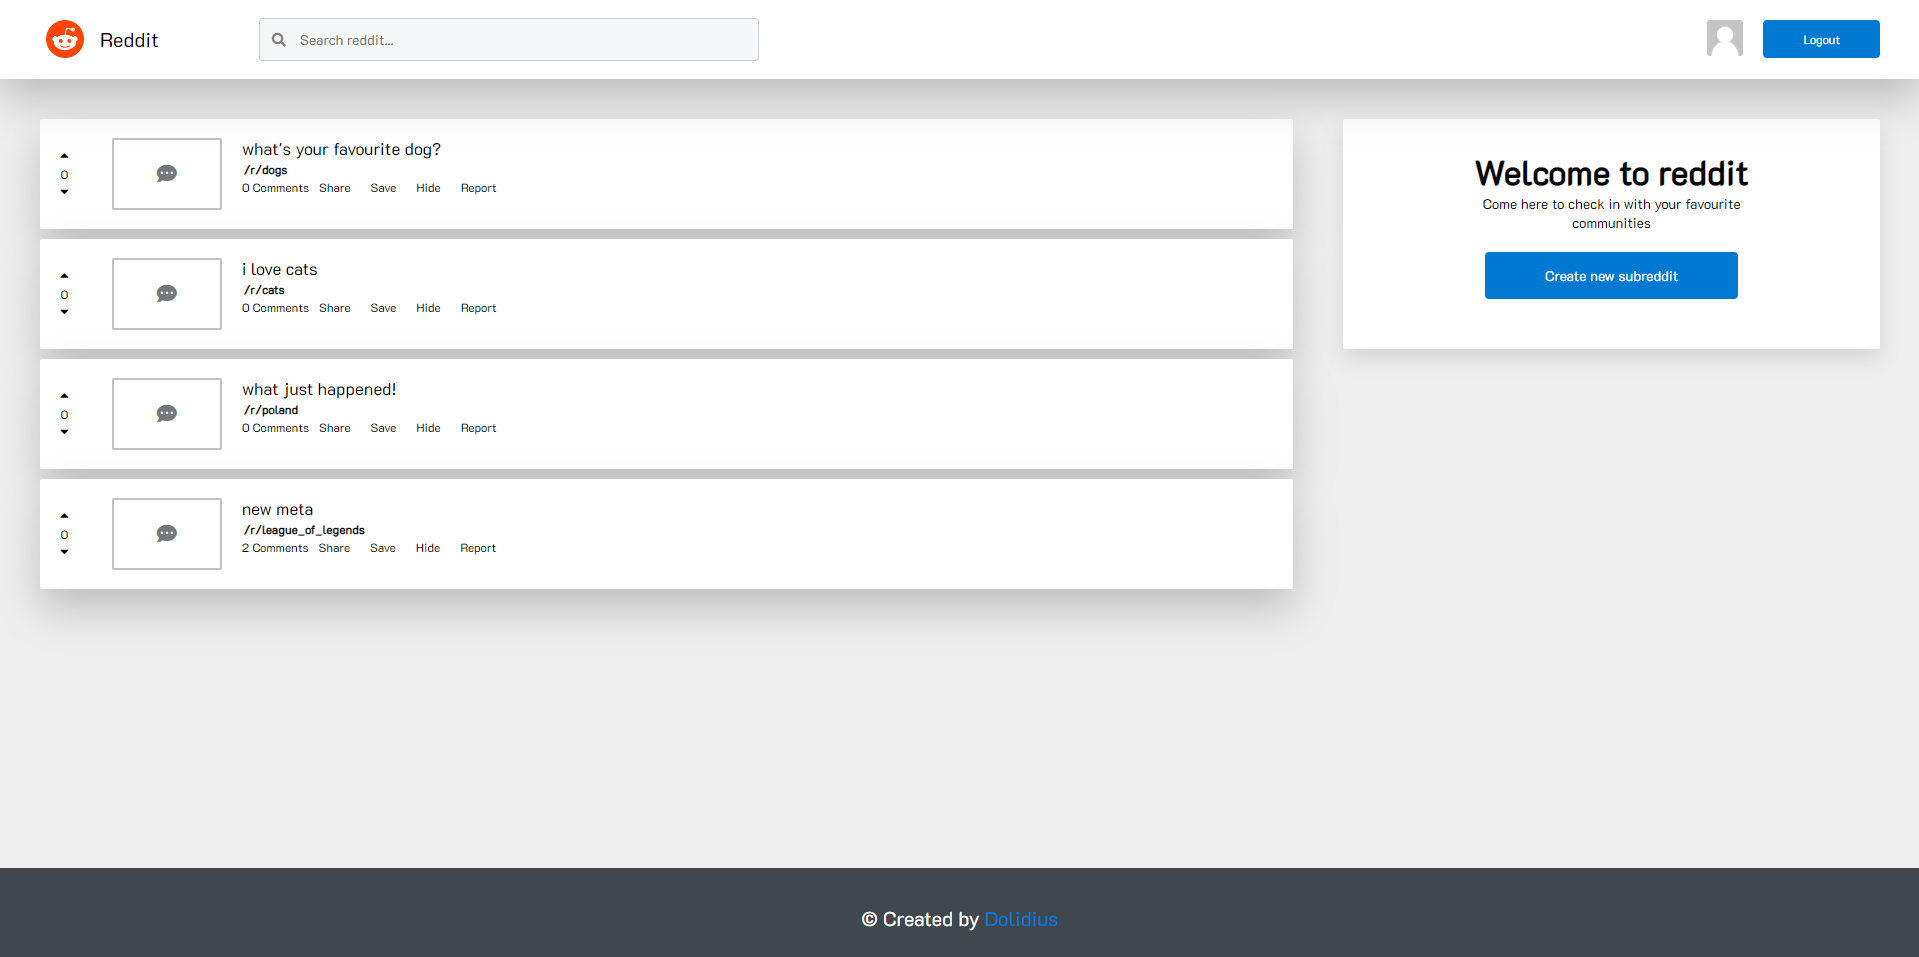 Reddit
Search reddit...
Logout
what's your favourite dog?
/r/dogs
0
0 Comments Share Save Hide Report
i love cats
/r/cats
0
0 Comments Share Save Hide Report
what just happened!
/r/poland
0
0 Comments Share Save Hide Report
new meta
/r/league_of_legends
0
2 Comments Share Save Hide Report
Welcome to reddit
Come here to check in with your favourite
communities
Create new subreddit
© Created by Dolidius